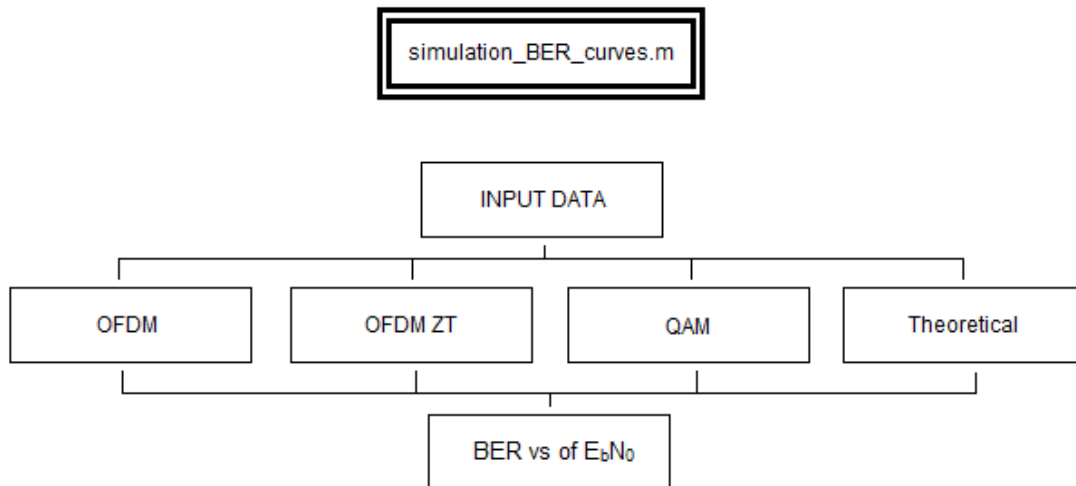 simulation_BER_curves.m
INPUT DATA
OFDM
OFDM ZT
QAM
Theoretical
BER vs of EbN0